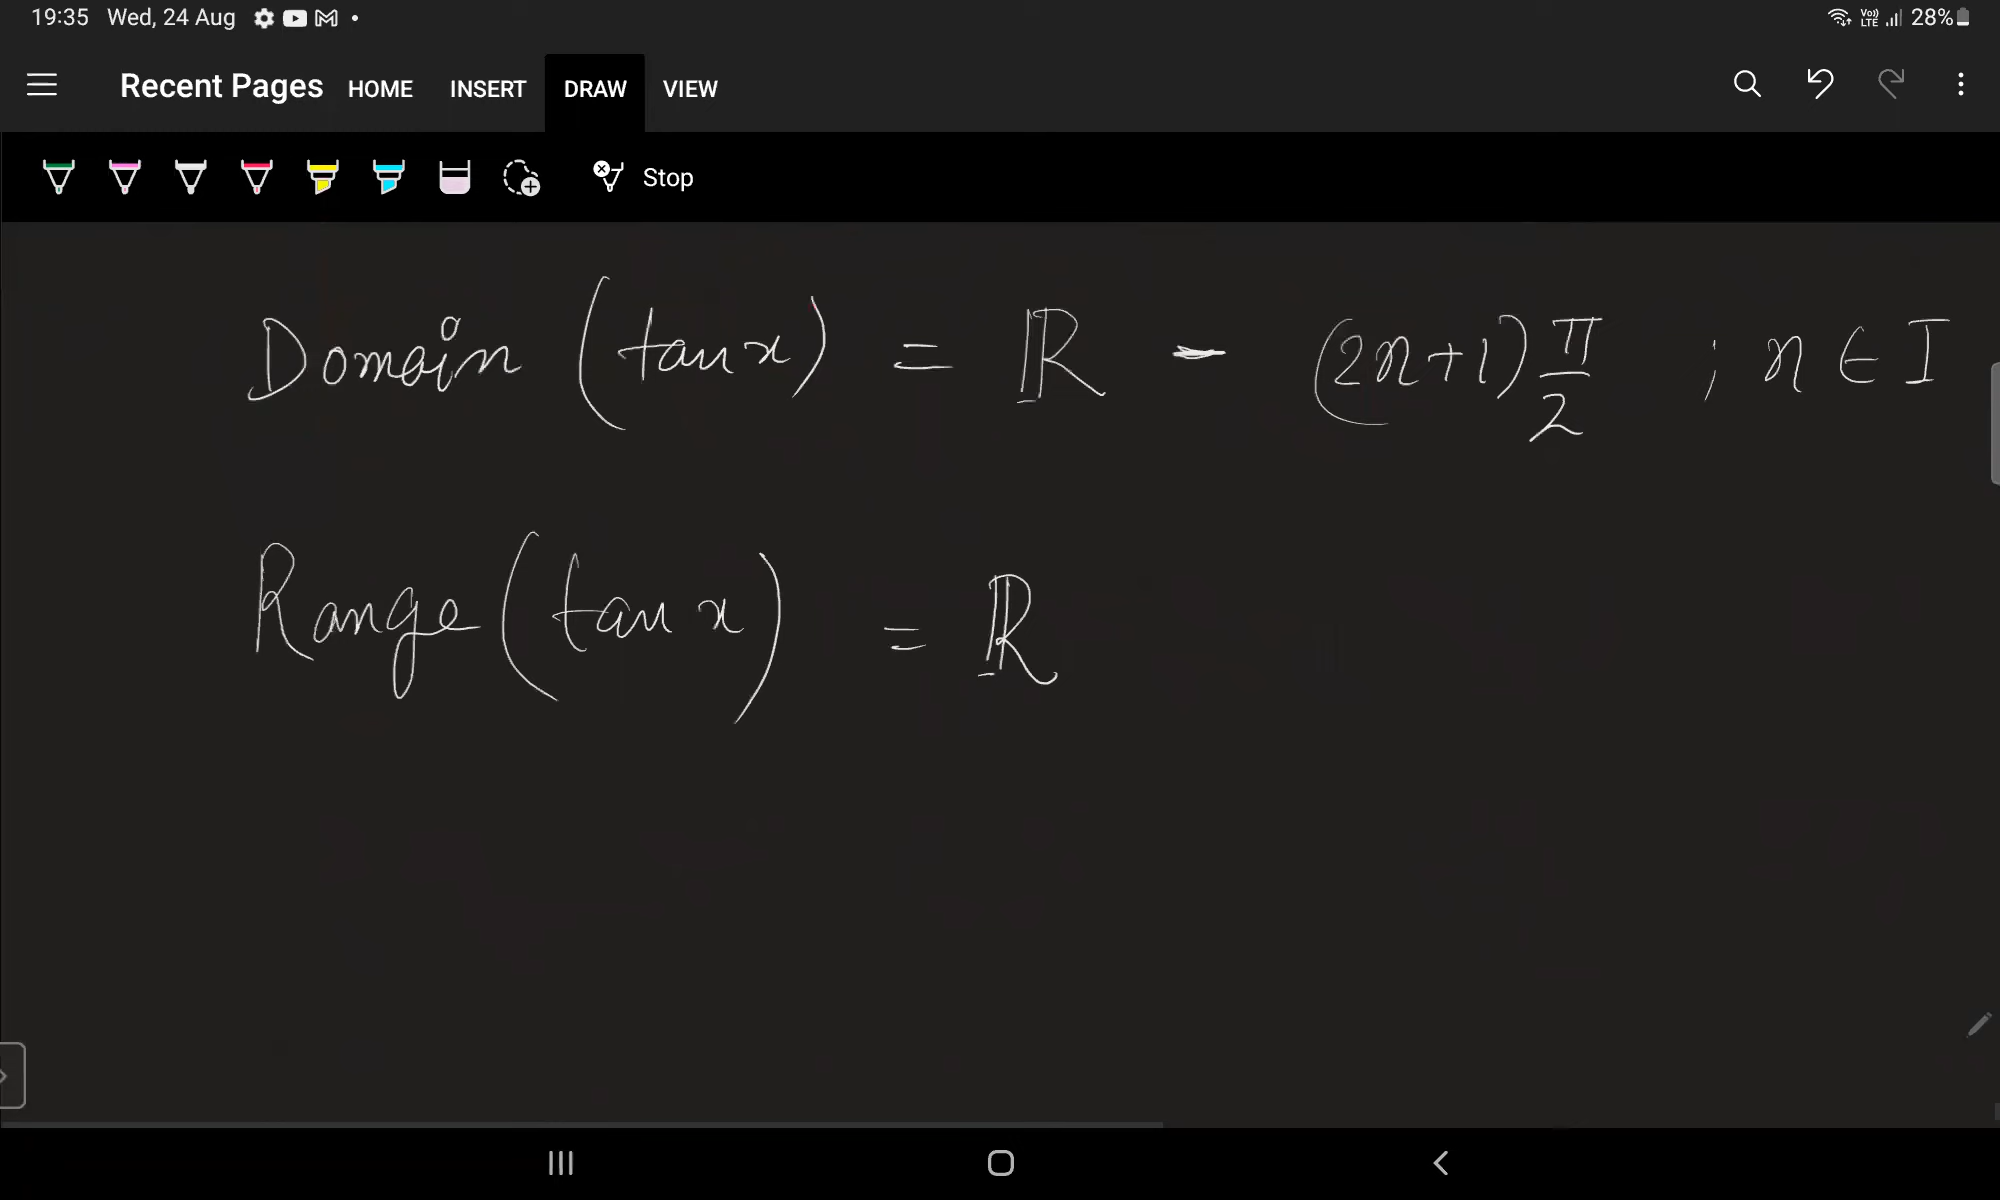 19:35 Wed, 24 Aug 28%
Recent Pages HOME INSERT DRAW VIEW
Stop
Domain (tan x) = ℝ - (2n+1) π/2 ; n ∈ I
Range (tan x) = ℝ